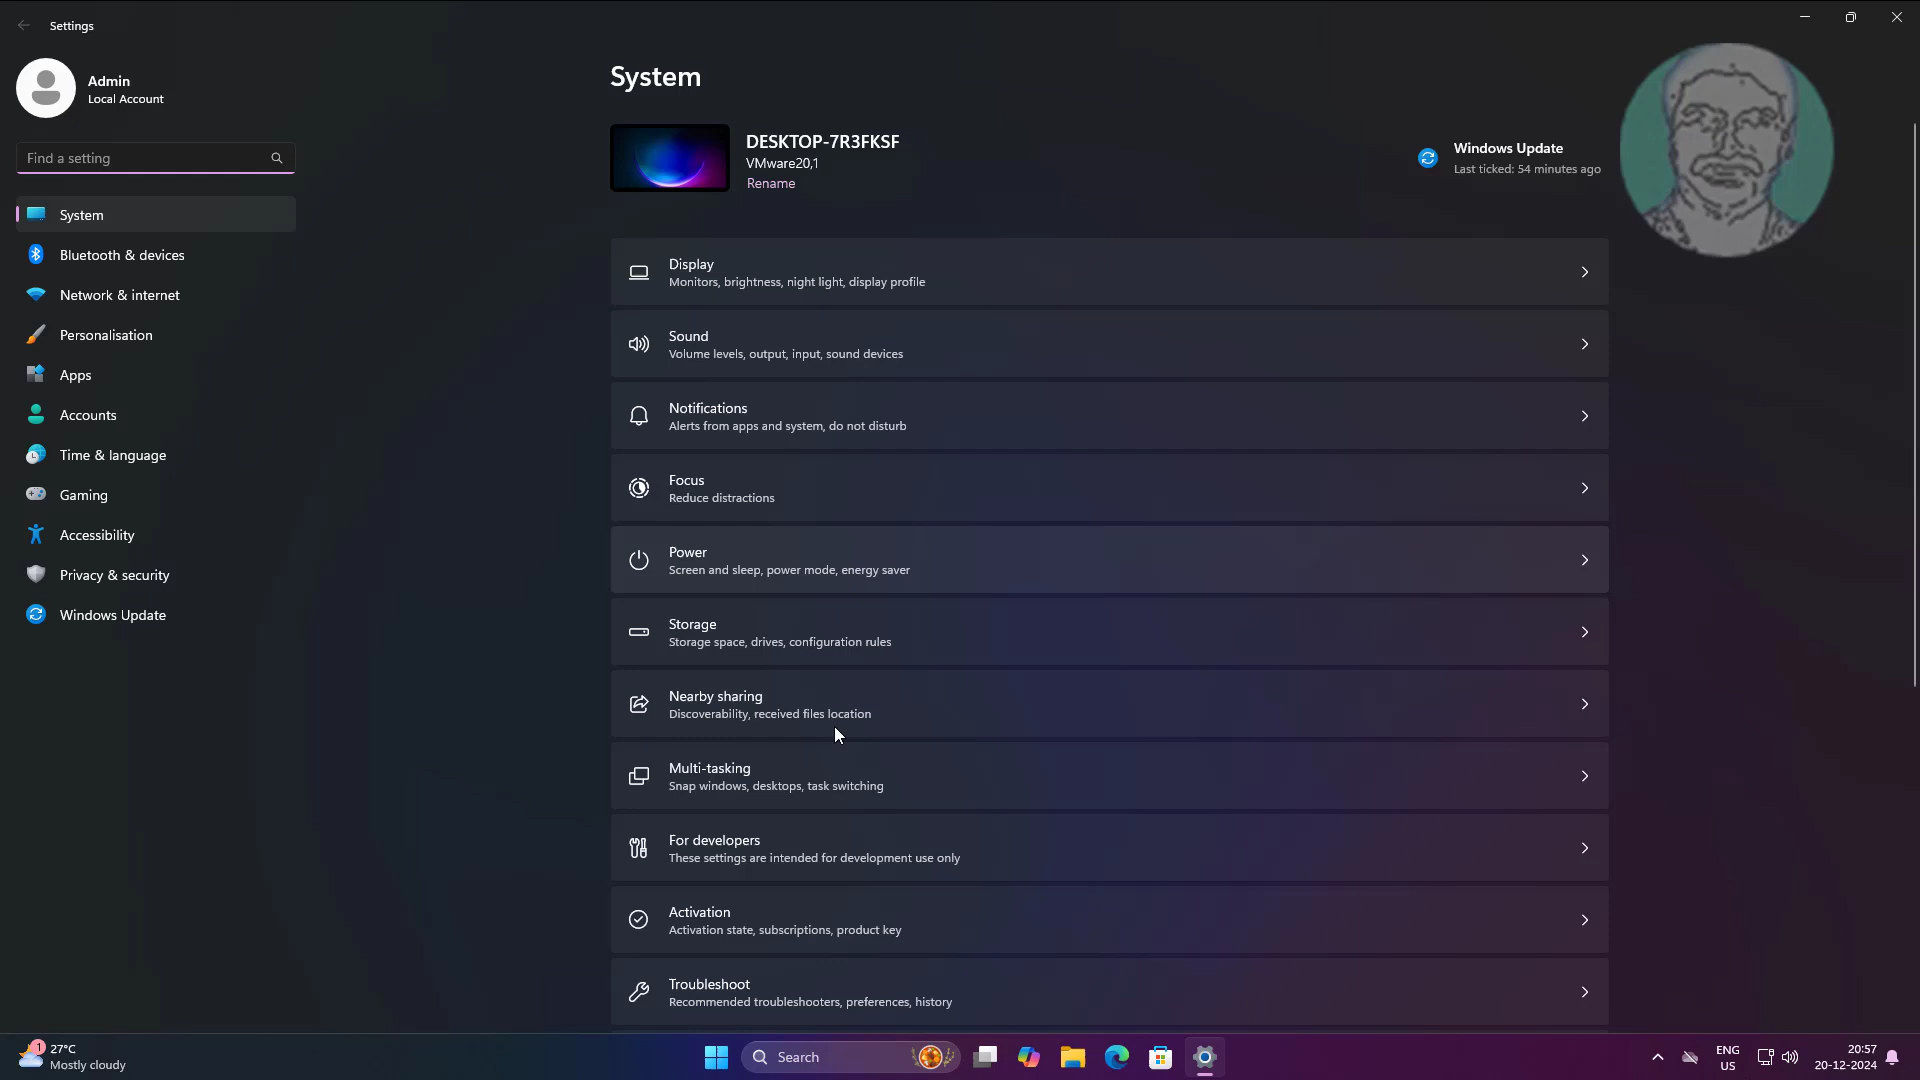 Settings
Admin
Local Account
Find a setting
System
Bluetooth & devices
Network & internet
Personalisation
Apps
Accounts
Time & language
Gaming
Accessibility
Privacy & security
Windows Update
System
DESKTOP-7R3FKSF
VMware20,1
Rename
Windows Update
Last ticked: 54 minutes ago
Display
Monitors, brightness, night light, display profile
Sound
Volume levels, output, input, sound devices
Notifications
Alerts from apps and system, do not disturb
Focus
Reduce distractions
Power
Screen and sleep, power mode, energy saver
Storage
Storage space, drives, configuration rules
Nearby sharing
Discoverability, received files location
Multi-tasking
Snap windows, desktops, task switching
For developers
These settings are intended for development use only
Activation
Activation state, subscriptions, product key
Troubleshoot
Recommended troubleshooters, preferences, history
1
27°C
Mostly cloudy
Search
ENG
US
20:57
20-12-2024